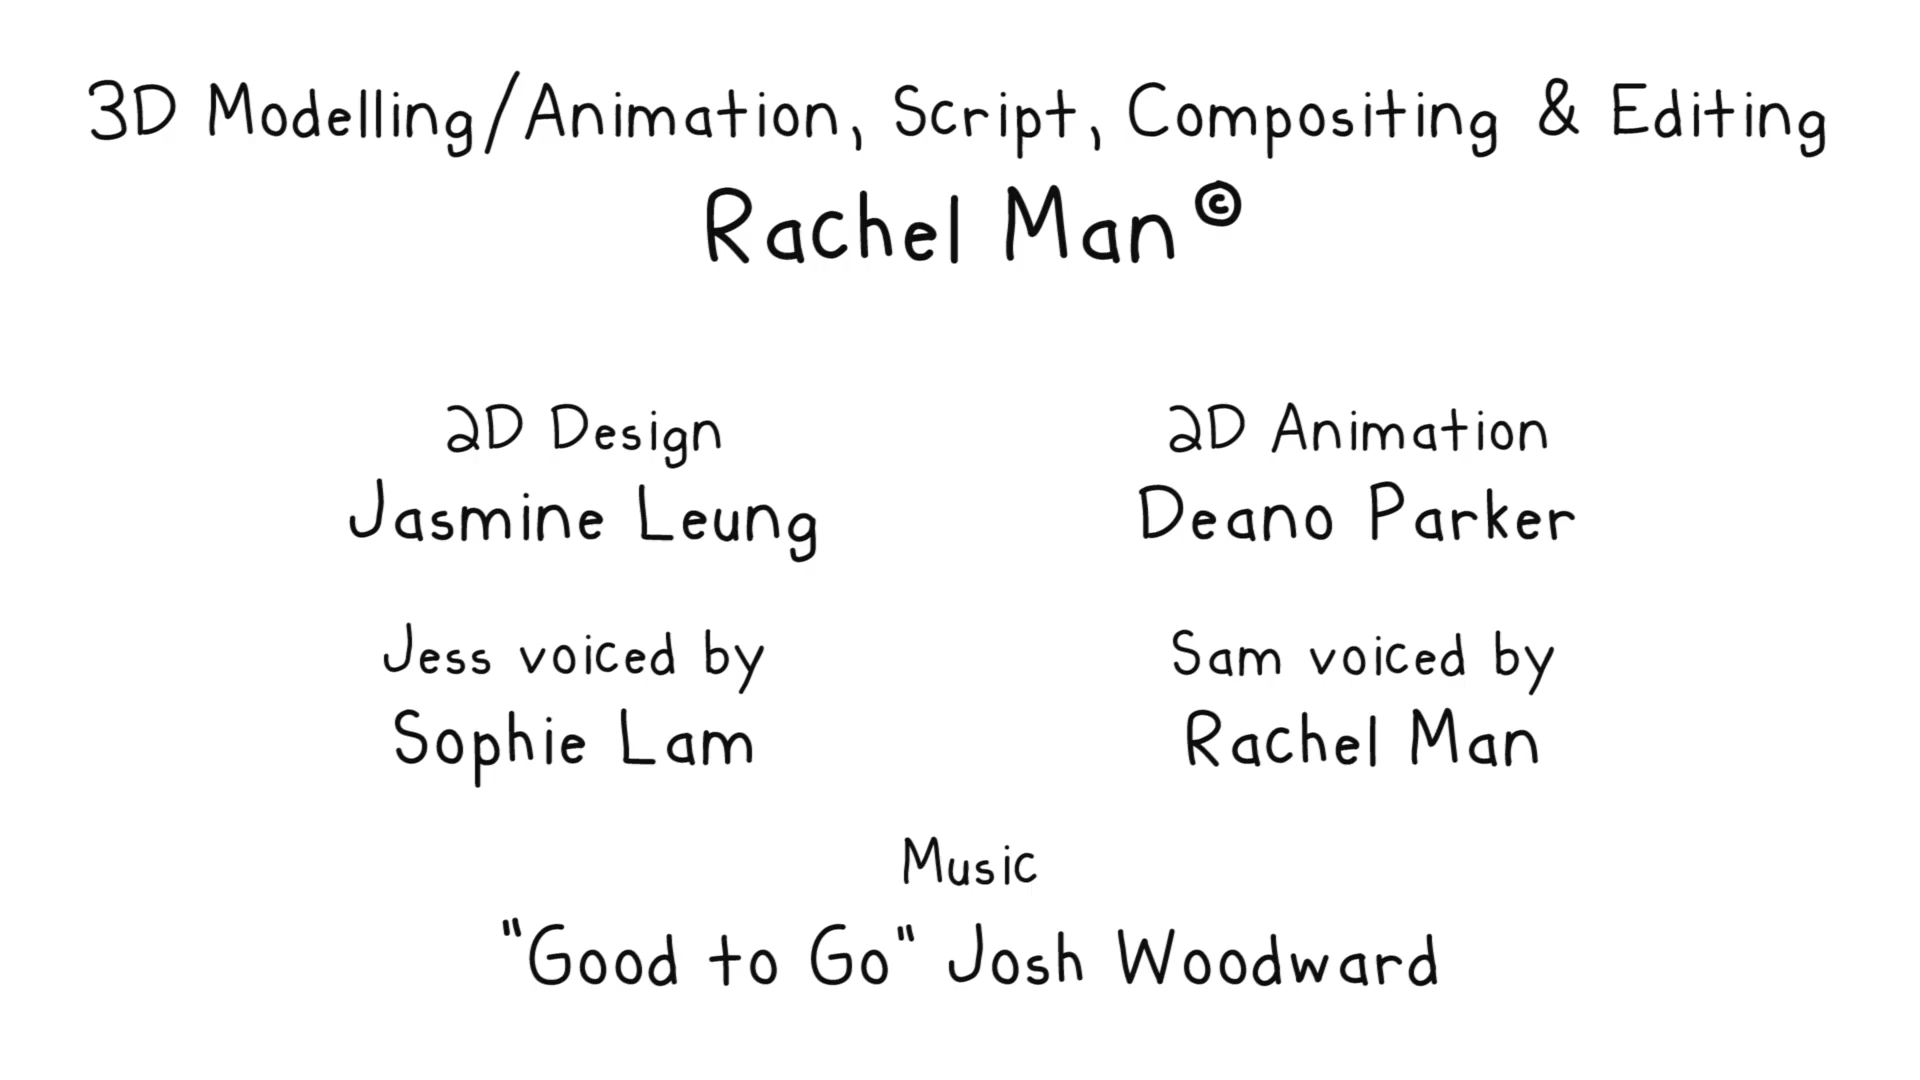 3D Modelling/Animation, Script, Compositing & Editing
Rachel Man©
2D Design
Jasmine Leung
2D Animation
Deano Parker
Jess voiced by
Sophie Lam
Sam voiced by
Rachel Man
Music
"Good to Go" Josh Woodward